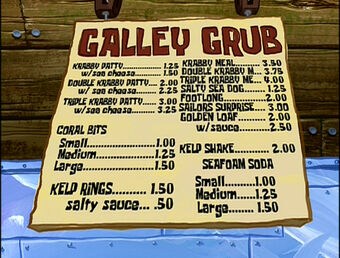 GALLEY GRUB
KRABBY PATTY........ 1.25
w/sea cheese......... 1.50
DOUBLE KRABBY PATTY.... 2.00
w/sea cheese........ 2.25
TRIPLE KRABBY PATTY.... 3.00
w/sea cheese........ 3.25
CORAL BITS
Small............1.00
Medium..........1.25
Large............1.50
KELP RINGS.......... 1.50
salty sauce... .50
KRABBY MEAL......... 3.50
DOUBLE KRABBY M... 3.75
TRIPLE KRABBY ME... 4.00
SALTY SEA DOG....... 1.25
FOOTLONG........... 2.00
SAILORS SURPRISE... 3.00
GOLDEN LOAF........ 2.00
w/sauce........2.50
KELP SHAKE......... 2.00
SEAFOAM SODA
Small...........1.00
Medium.......1.25
Large....... 1.50